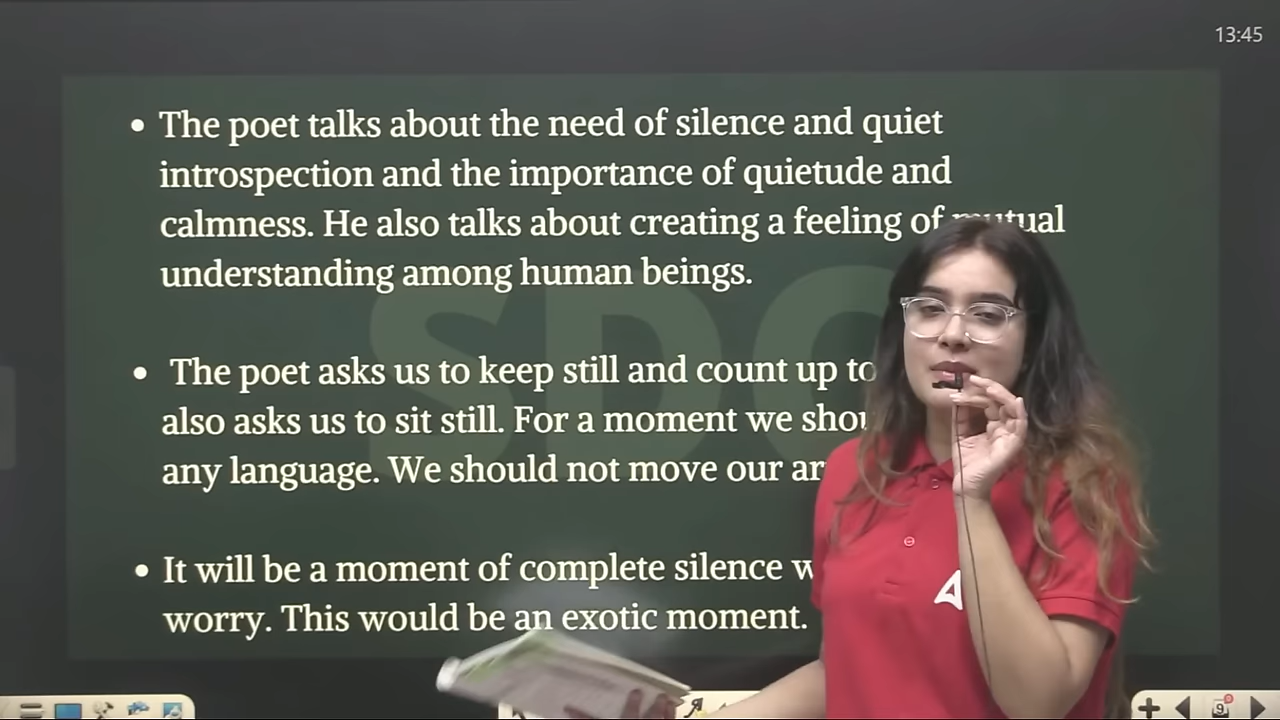 13:45
• The poet talks about the need of silence and quiet
introspection and the importance of quietude and
calmness. He also talks about creating a feeling of mutual
understanding among human beings.
• The poet asks us to keep still and count up to
also asks us to sit still. For a moment we
any language. We should not move our
• It will be a moment of complete silence
worry. This would be an exotic moment.
9